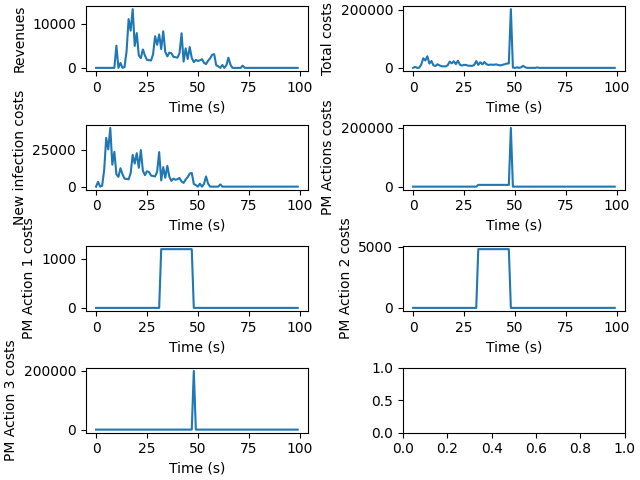 Revenues
10000
0
0 25 50 75 100
Time (s)
Total costs
200000
0
0 25 50 75 100
Time (s)
New infection costs
25000
0
0 25 50 75 100
Time (s)
PM Actions costs
200000
0
0 25 50 75 100
Time (s)
PM Action 1 costs
1000
0
0 25 50 75 100
Time (s)
PM Action 2 costs
5000
0
0 25 50 75 100
Time (s)
PM Action 3 costs
200000
0
0 25 50 75 100
Time (s)
1.0
0.5
0.0
0.0 0.2 0.4 0.6 0.8 1.0